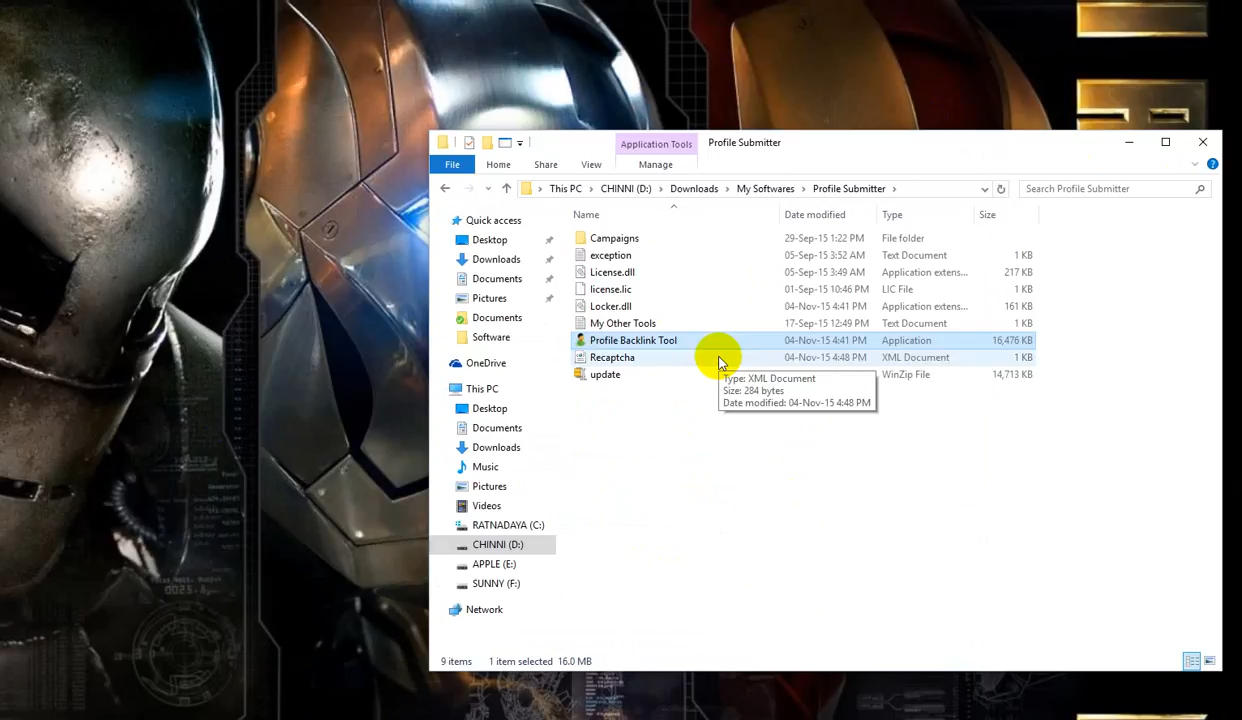 Application Tools
Profile Submitter
File
Home
Share
View
Manage
This PC
CHINNI (D:)
Downloads
My Softwares
Profile Submitter
Search Profile Submitter
Name
Date modified
Type
Size
Quick access
Desktop
Downloads
Documents
Pictures
Documents
Software
OneDrive
This PC
Desktop
Documents
Downloads
Music
Pictures
Videos
RATNADAYA (C:)
CHINNI (D:)
APPLE (E:)
SUNNY (F:)
Network
Campaigns 29-Sep-15 1:22 PM File folder
exception 05-Sep-15 3:52 AM Text Document 1 KB
License.dll 05-Sep-15 3:49 AM Application extens... 217 KB
license.lic 01-Sep-15 10:46 PM LIC File 1 KB
Locker.dll 04-Nov-15 4:41 PM Application extens... 161 KB
My Other Tools 17-Sep-15 12:49 PM Text Document 1 KB
Profile Backlink Tool 04-Nov-15 4:41 PM Application 16,476 KB
Recaptcha 04-Nov-15 4:48 PM XML Document 1 KB
update WinZip File 14,713 KB
Type: XML Document
Size: 284 bytes
Date modified: 04-Nov-15 4:48 PM
9 items 1 item selected 16.0 MB